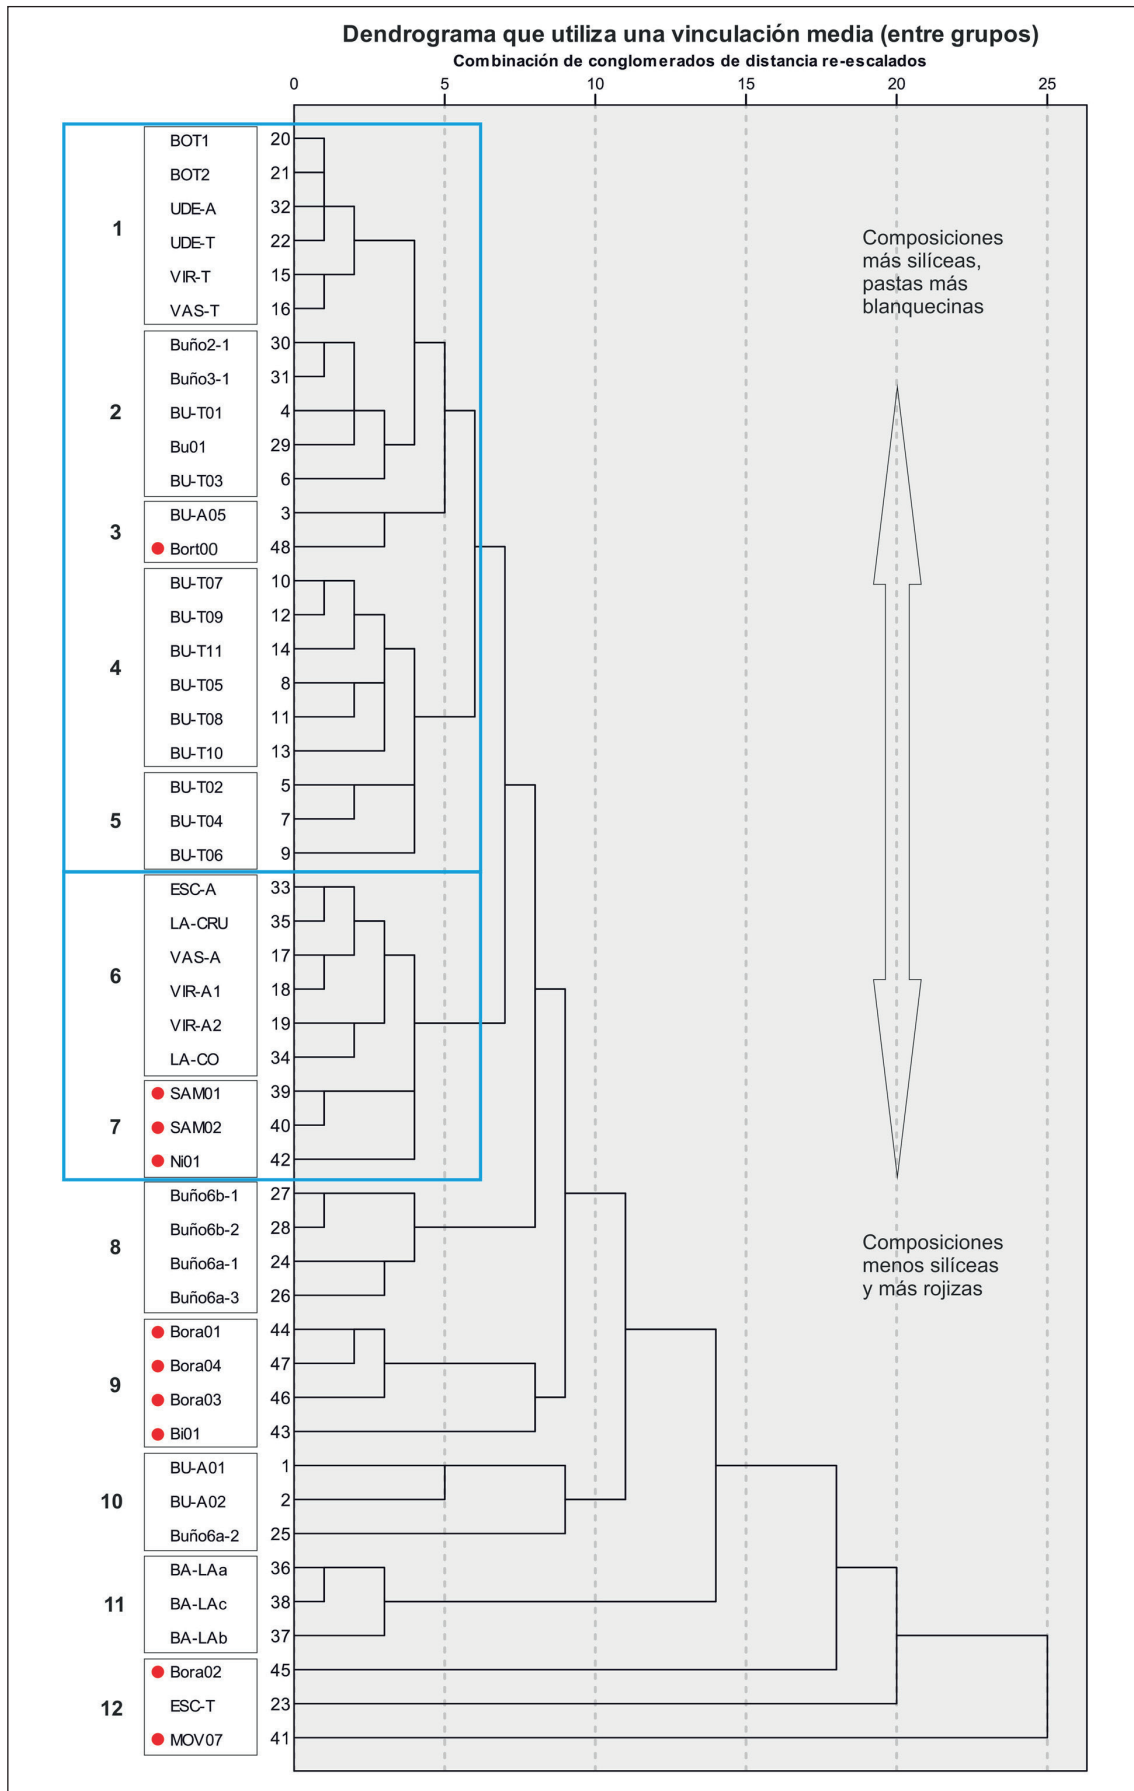 Dendrograma que utiliza una vinculación media (entre grupos)
Combinación de conglomerados de distancia re-escalados
0 5 10 15 20 25
BOT1 20
BOT2 21
UDE-A 32
1
UDE-T 22
VIR-T 15
VAS-T 16
Composiciones
más silíceas,
pastas más
blanquecinas
Buño2-1 30
Buño3-1 31
2 BU-T01 4
Bu01 29
BU-T03 6
BU-A05 3
3
Bort00 48
BU-T07 10
BU-T09 12
BU-T11 14
4
BU-T05 8
BU-T08 11
BU-T10 13
BU-T02 5
5 BU-T04 7
BU-T06 9
ESC-A 33
LA-CRU 35
VAS-A 17
6
VIR-A1 18
VIR-A2 19
LA-CO 34
SAM01 39
7 SAM02 40
Ni01 42
Buño6b-1 27
Buño6b-2 28
8
Buño6a-1 24
Buño6a-3 26
Composiciones
menos silíceas
y más rojizas
Bora01 44
Bora04 47
9
Bora03 46
Bi01 43
BU-A01 1
10 BU-A02 2
Buño6a-2 25
BA-LAa 36
11 BA-LAc 38
BA-LAb 37
Bora02 45
12 ESC-T 23
MOV07 41